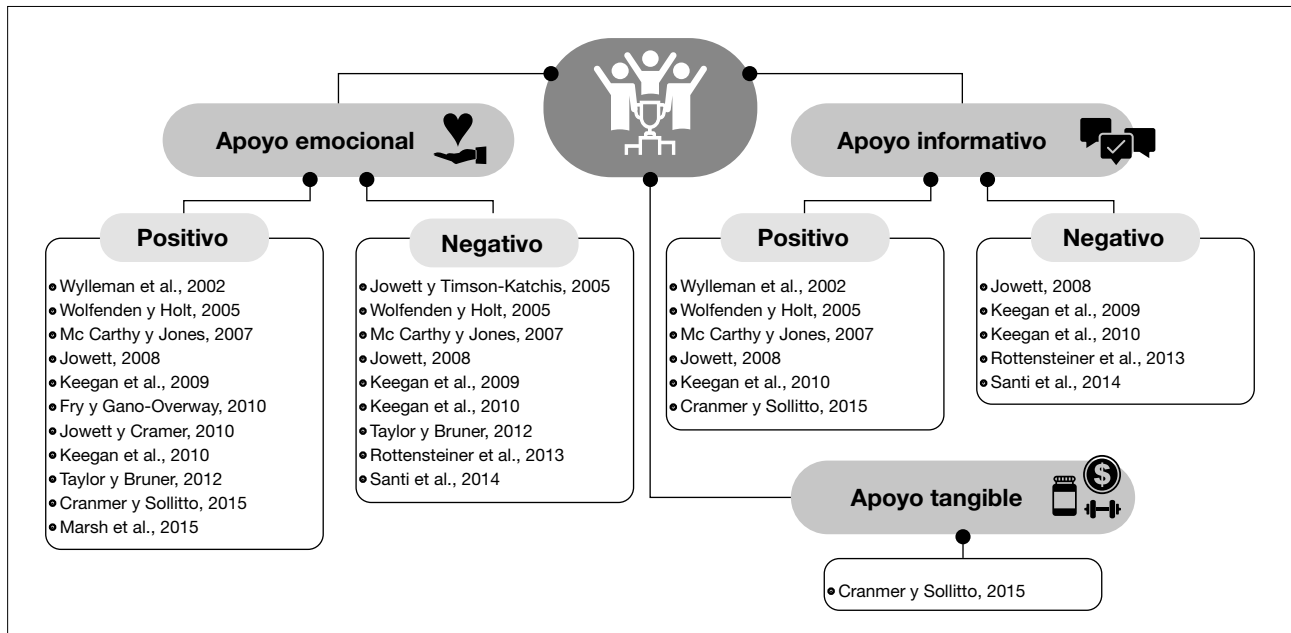 Apoyo emocional
Positivo
Wylleman et al., 2002
Wolfenden y Holt, 2005
Mc Carthy y Jones, 2007
Jowett, 2008
Keegan et al., 2009
Fry y Gano-Overway, 2010
Jowett y Cramer, 2010
Keegan et al., 2010
Taylor y Bruner, 2012
Cranmer y Sollitto, 2015
Marsh et al., 2015
Negativo
Jowett y Timson-Katchis, 2005
Wolfenden y Holt, 2005
Mc Carthy y Jones, 2007
Jowett, 2008
Keegan et al., 2009
Keegan et al., 2010
Taylor y Bruner, 2012
Rottensteiner et al., 2013
Santi et al., 2014
Apoyo informativo
Positivo
Wylleman et al., 2002
Wolfenden y Holt, 2005
Mc Carthy y Jones, 2007
Jowett, 2008
Keegan et al., 2010
Cranmer y Sollitto, 2015
Negativo
Jowett, 2008
Keegan et al., 2009
Keegan et al., 2010
Rottensteiner et al., 2013
Santi et al., 2014
Apoyo tangible
$
Cranmer y Sollitto, 2015